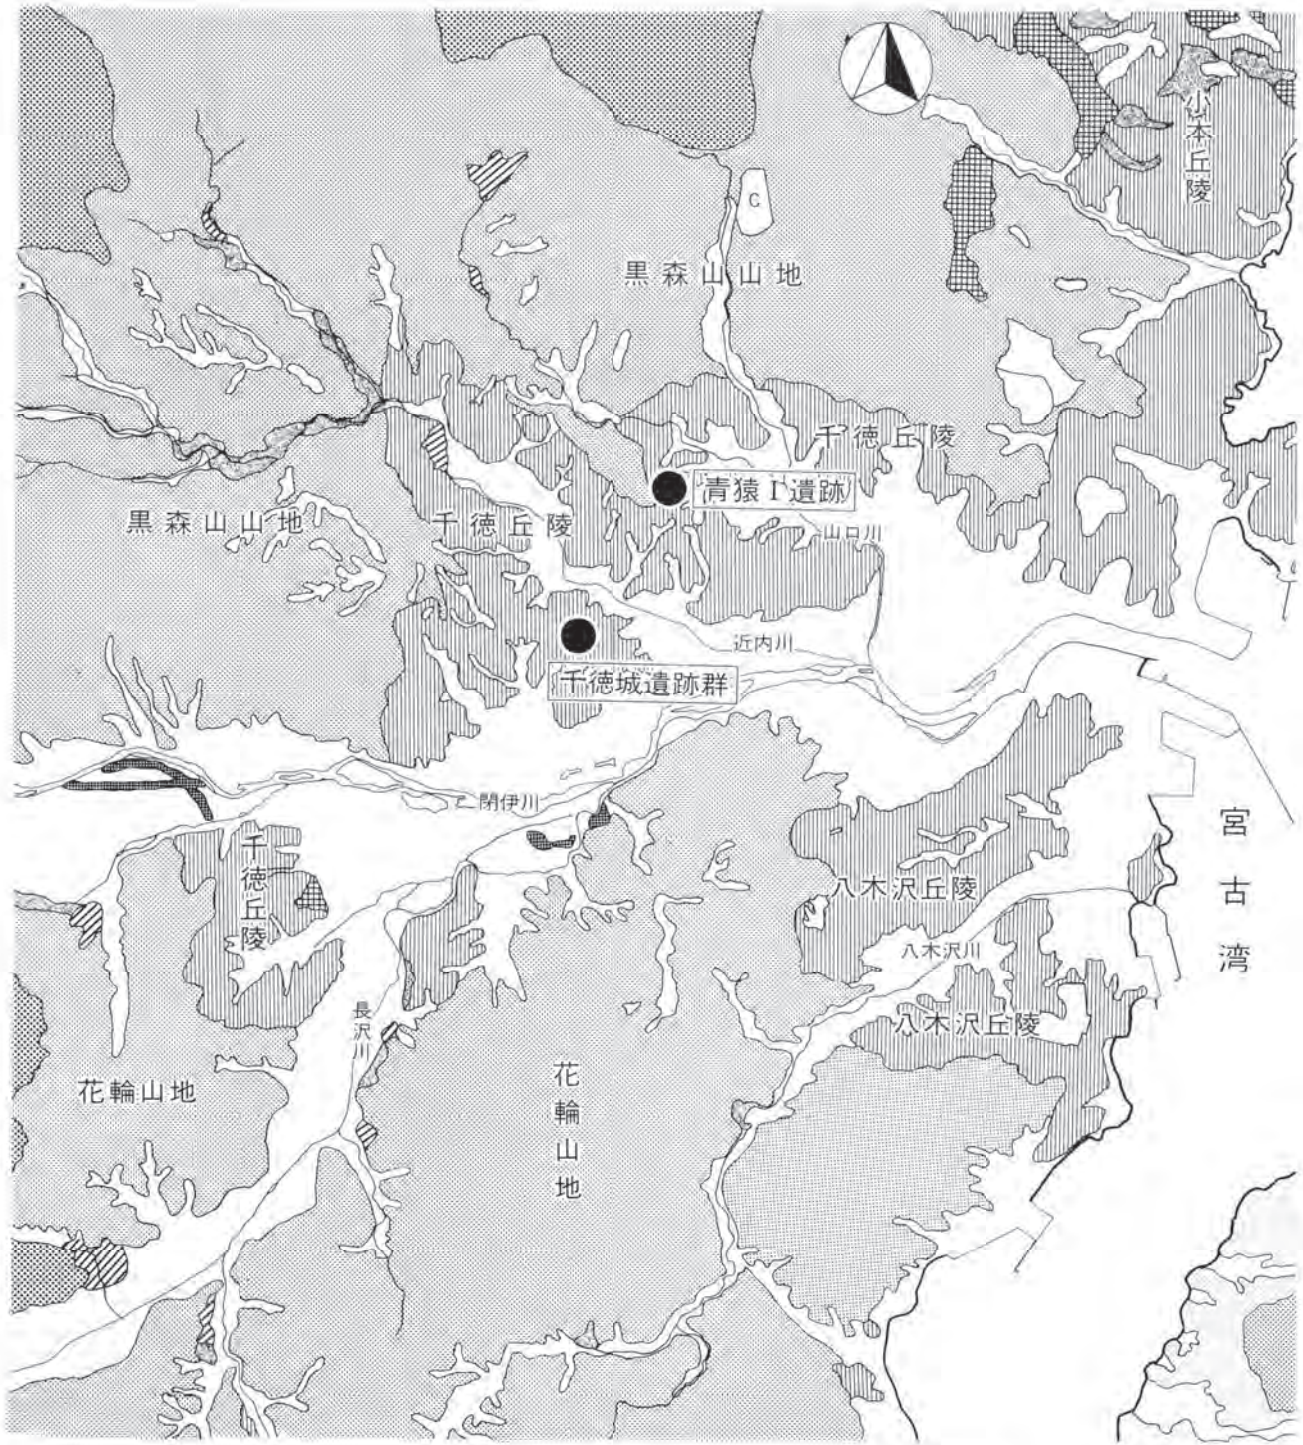 小本丘陵
C
黒森山山地
千徳丘陵
青猿Ⅰ遺跡
黒森山山地
千徳丘陵
山口川
近内川
千徳城遺跡群
閉伊川
宮古湾
千徳丘陵
八木沢丘陵
八木沢川
長沢川
八木沢丘陵
花輪山地
花輪山地